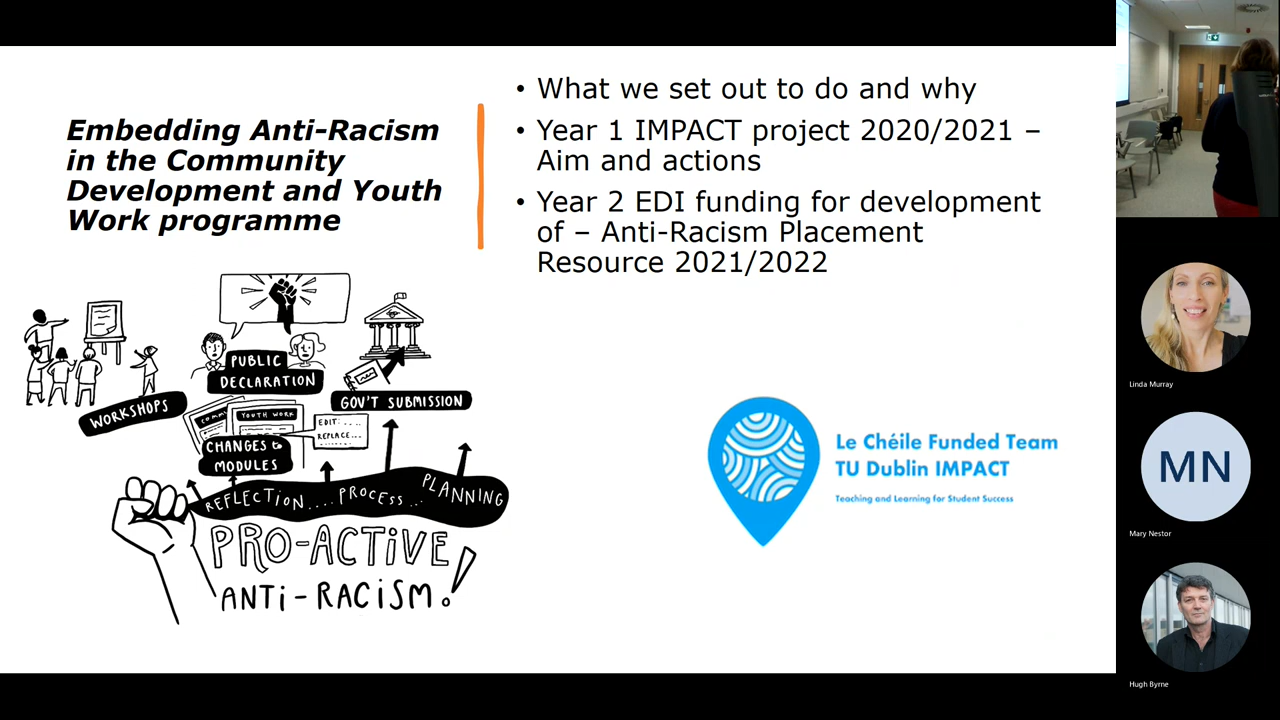 Embedding Anti-Racism
in the Community
Development and Youth
Work programme
• What we set out to do and why
• Year 1 IMPACT project 2020/2021 –
Aim and actions
• Year 2 EDI funding for development
of – Anti-Racism Placement
Resource 2021/2022
WORKSHOPS
PUBLIC
DECLARATION
GOV'T SUBMISSION
YOUTH WORK
EDIT.....
REPLACE...
CHANGES to
MODULES
REFLECTION.... PROCESS... PLANNING
PRO-ACTIVE
ANTI-RACISM!
Le Chéile Funded Team
TU Dublin IMPACT
Teaching and Learning for Student Success
Linda Murray
MN
Mary Nestor
Hugh Byrne